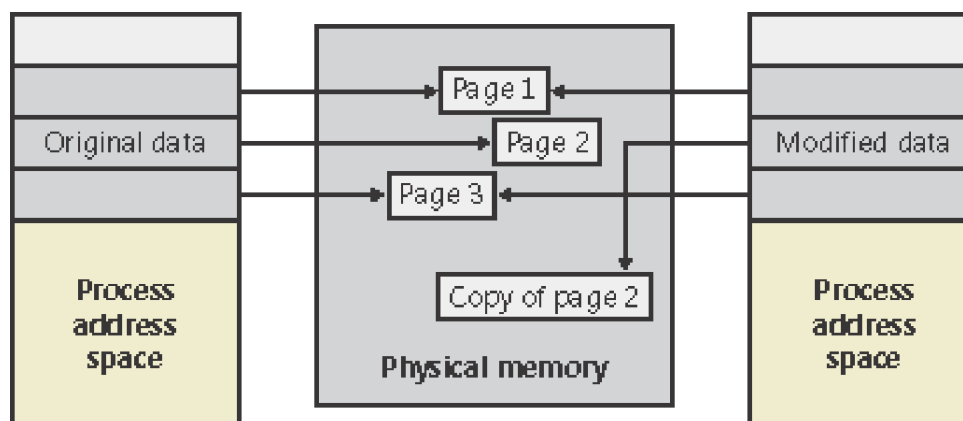 Page 1
Original data
Page 2
Modified data
Page 3
Copy of page 2
Process
address
space
Physical memory
Process
address
space